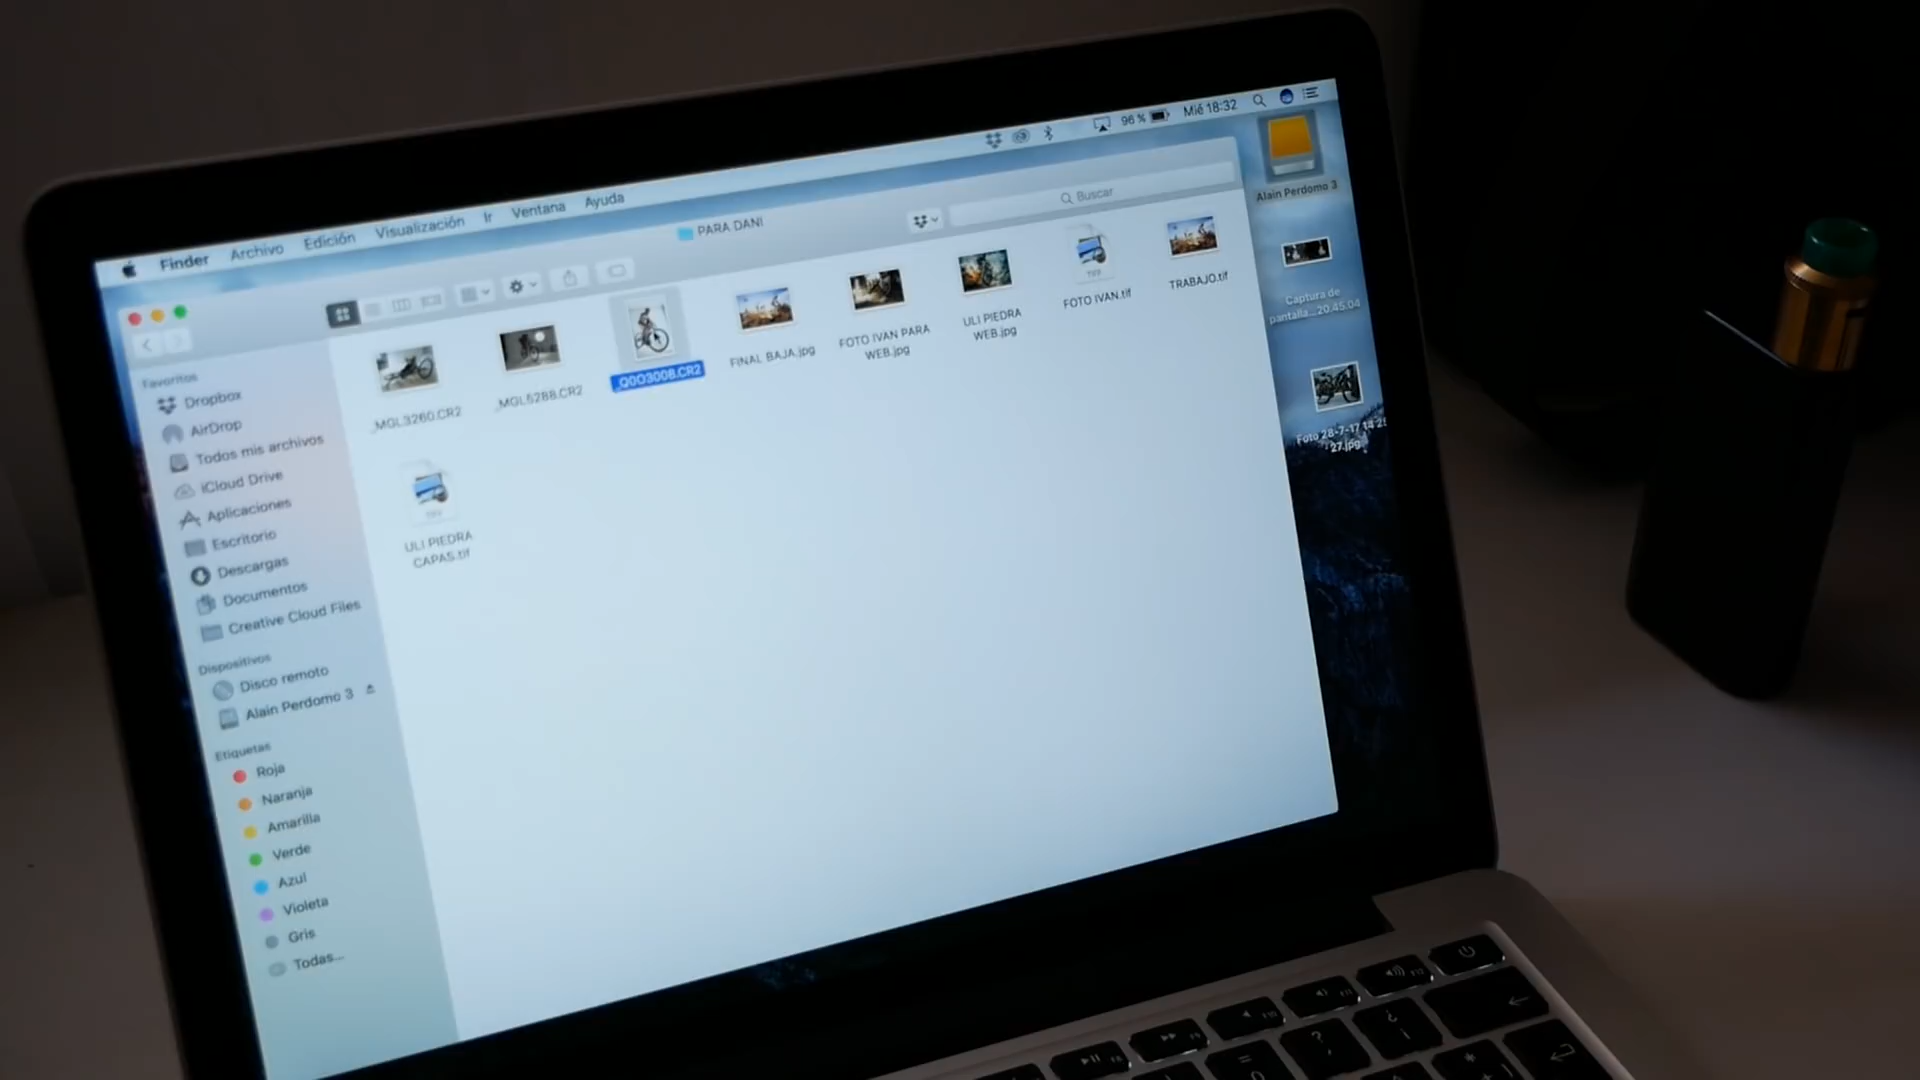 Finder Archivo Edición Visualización Ir Ventana Ayuda
96 % Mié 18:32
PARA DANI
Buscar
Favoritos
Dropbox
AirDrop
Todos mis archivos
iCloud Drive
Aplicaciones
Escritorio
Descargas
Documentos
Creative Cloud Files
Dispositivos
Disco remoto
Alain Perdomo 3
Etiquetas
Roja
Naranja
Amarilla
Verde
Azul
Violeta
Gris
Todas...
_MGL3260.CR2
_MGL5288.CR2
_Q0O3008.CR2
FINAL BAJA.jpg
FOTO IVAN PARA
WEB.jpg
ULI PIEDRA
WEB.jpg
TIFF
FOTO IVAN.tif
TRABAJO.tif
TIFF
ULI PIEDRA
CAPAS.tif
Alain Perdomo 3
Captura de
pantalla...20.45.04
Foto 28-7-17 14 2
27.jpg